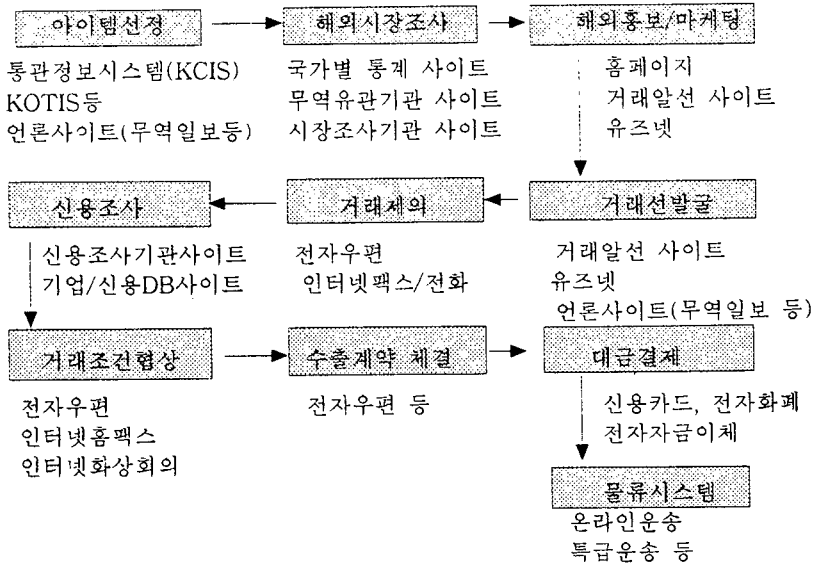 아이템선정
해외시장조사
해외홍보/마케팅
통관정보시스템(KCIS)
KOTIS등
언론사이트(무역일보등)
국가별 통계 사이트
무역유관기관 사이트
시장조사기관 사이트
홈페이지
거래알선 사이트
유즈넷
거래선발굴
거래제의
신용조사
거래알선 사이트
유즈넷
언론사이트(무역일보 등)
전자우편
인터넷팩스/전화
신용조사기관사이트
기업/신용DB사이트
거래조건협상
수출계약 체결
대금결제
전자우편
인터넷홈팩스
인터넷화상회의
전자우편 등
신용카드, 전자화폐
전자자금이체
물류시스템
온라인운송
특급운송 등